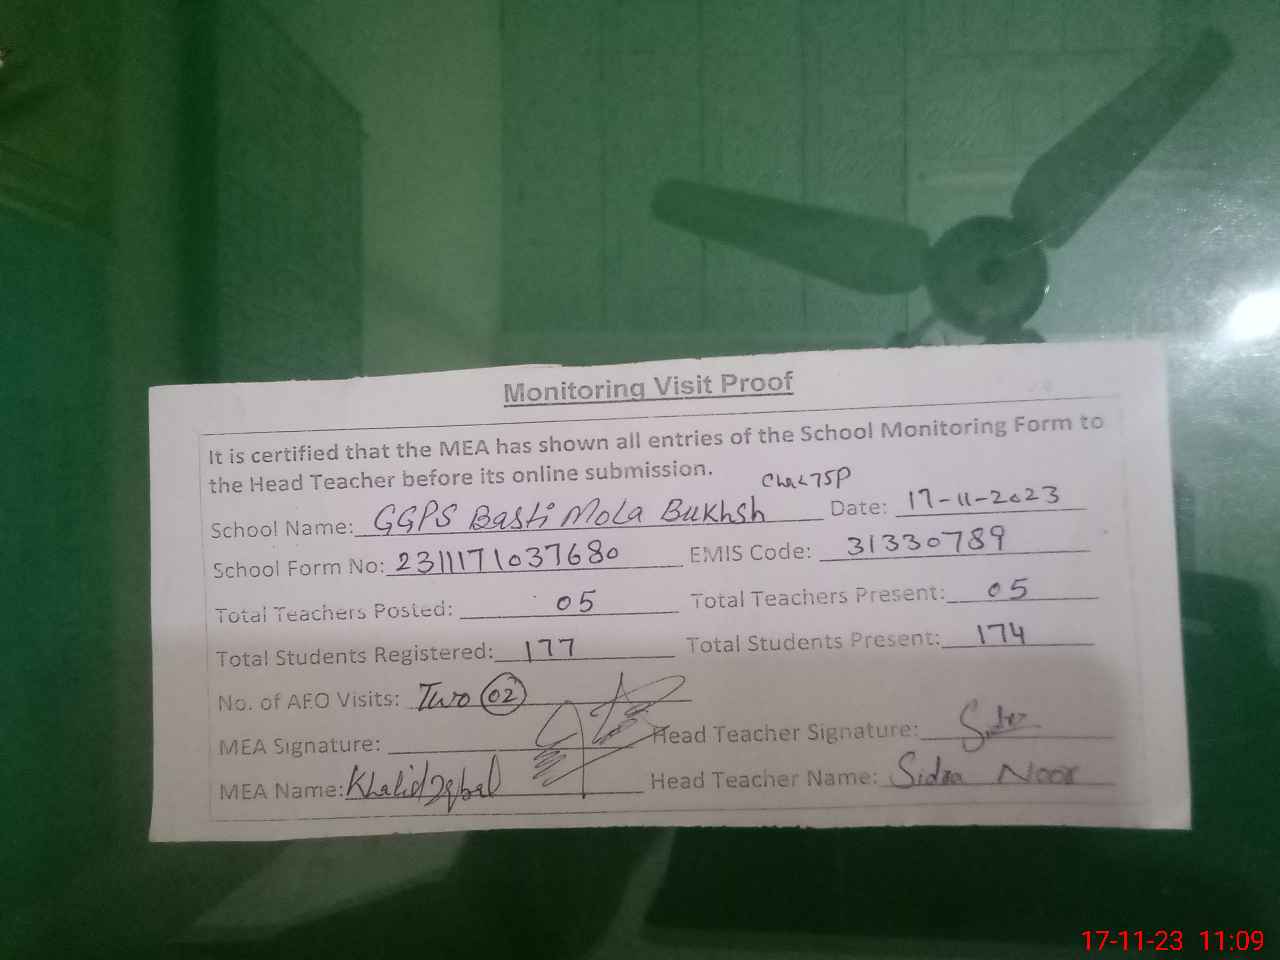 Monitoring Visit Proof
It is certified that the MEA has shown all entries of the School Monitoring Form to
the Head Teacher before its online submission.
Chak 75P
School Name: GGPS Basti Mola Bukhsh Date: 17-11-2023
School Form No: 2311171037680 EMIS Code: 31330789
Total Teachers Posted: 05 Total Teachers Present: 05
Total Students Registered: 177 Total Students Present: 174
No. of AEO Visits: Two 02
MEA Signature: Head Teacher Signature:
MEA Name: Khalid Iqbal Head Teacher Name: Sidra Noor
17-11-23 11:09